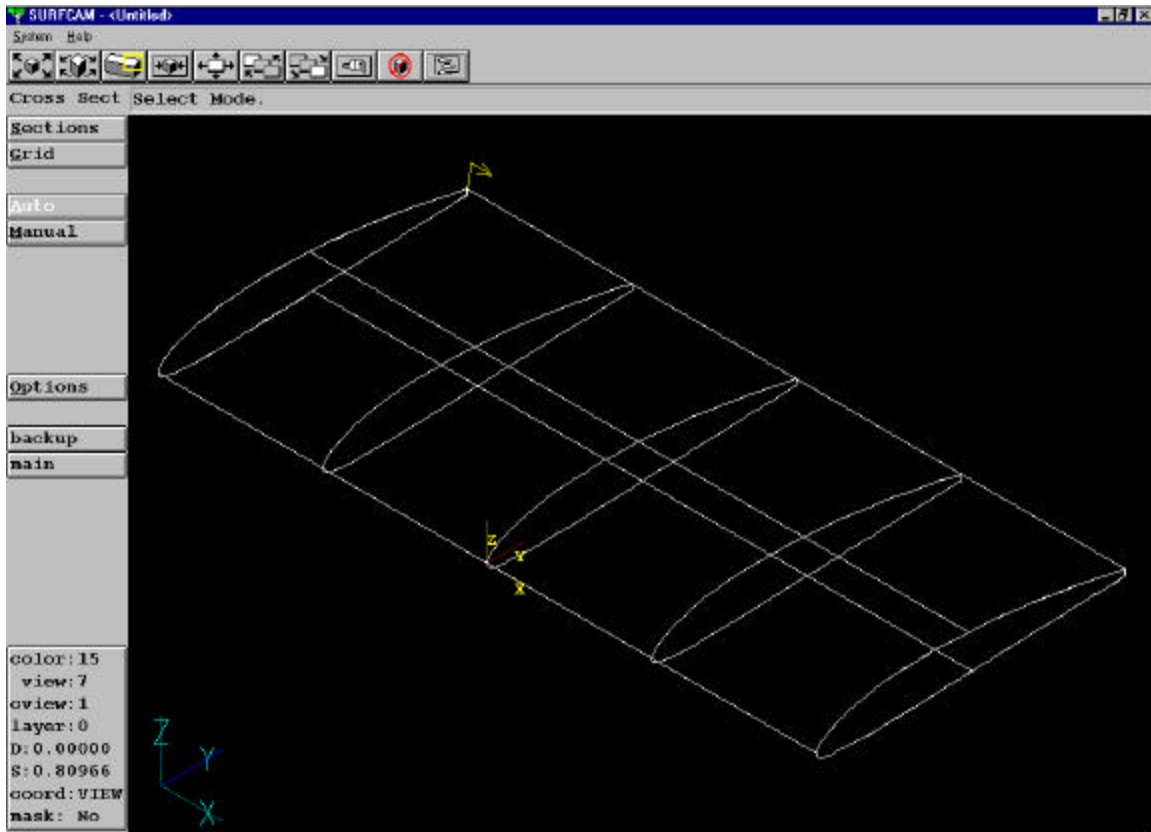 SURFCAM - <Untitled>
System Help
Cross Sect Select Mode.
Sections
Grid
Auto
Manual
Options
backup
main
color:15
view:7
cview:1
layer:0
D:0.00000
S:0.80966
coord:VIEW
mask: No
Z
Y
X
Z
Y
X